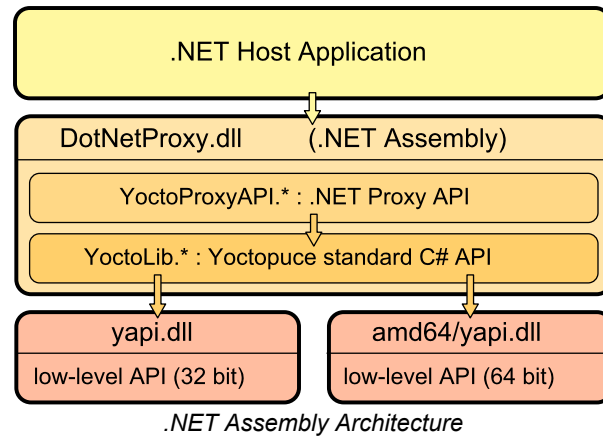 .NET Host Application
DotNetProxy.dll (.NET Assembly)
YoctoProxyAPI.* : .NET Proxy API
YoctoLib.* : Yoctopuce standard C# API
yapi.dll
low-level API (32 bit)
amd64/yapi.dll
low-level API (64 bit)
.NET Assembly Architecture